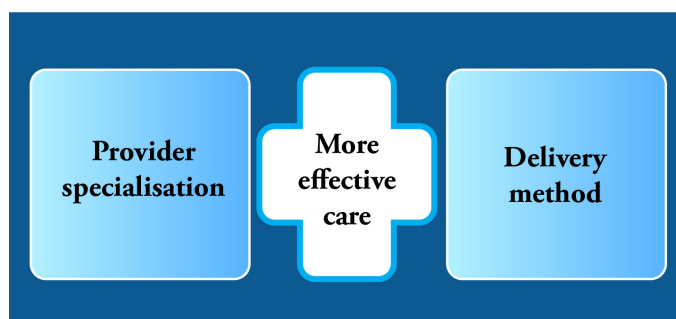 Provider
specialisation
More
effective
care
Delivery
method